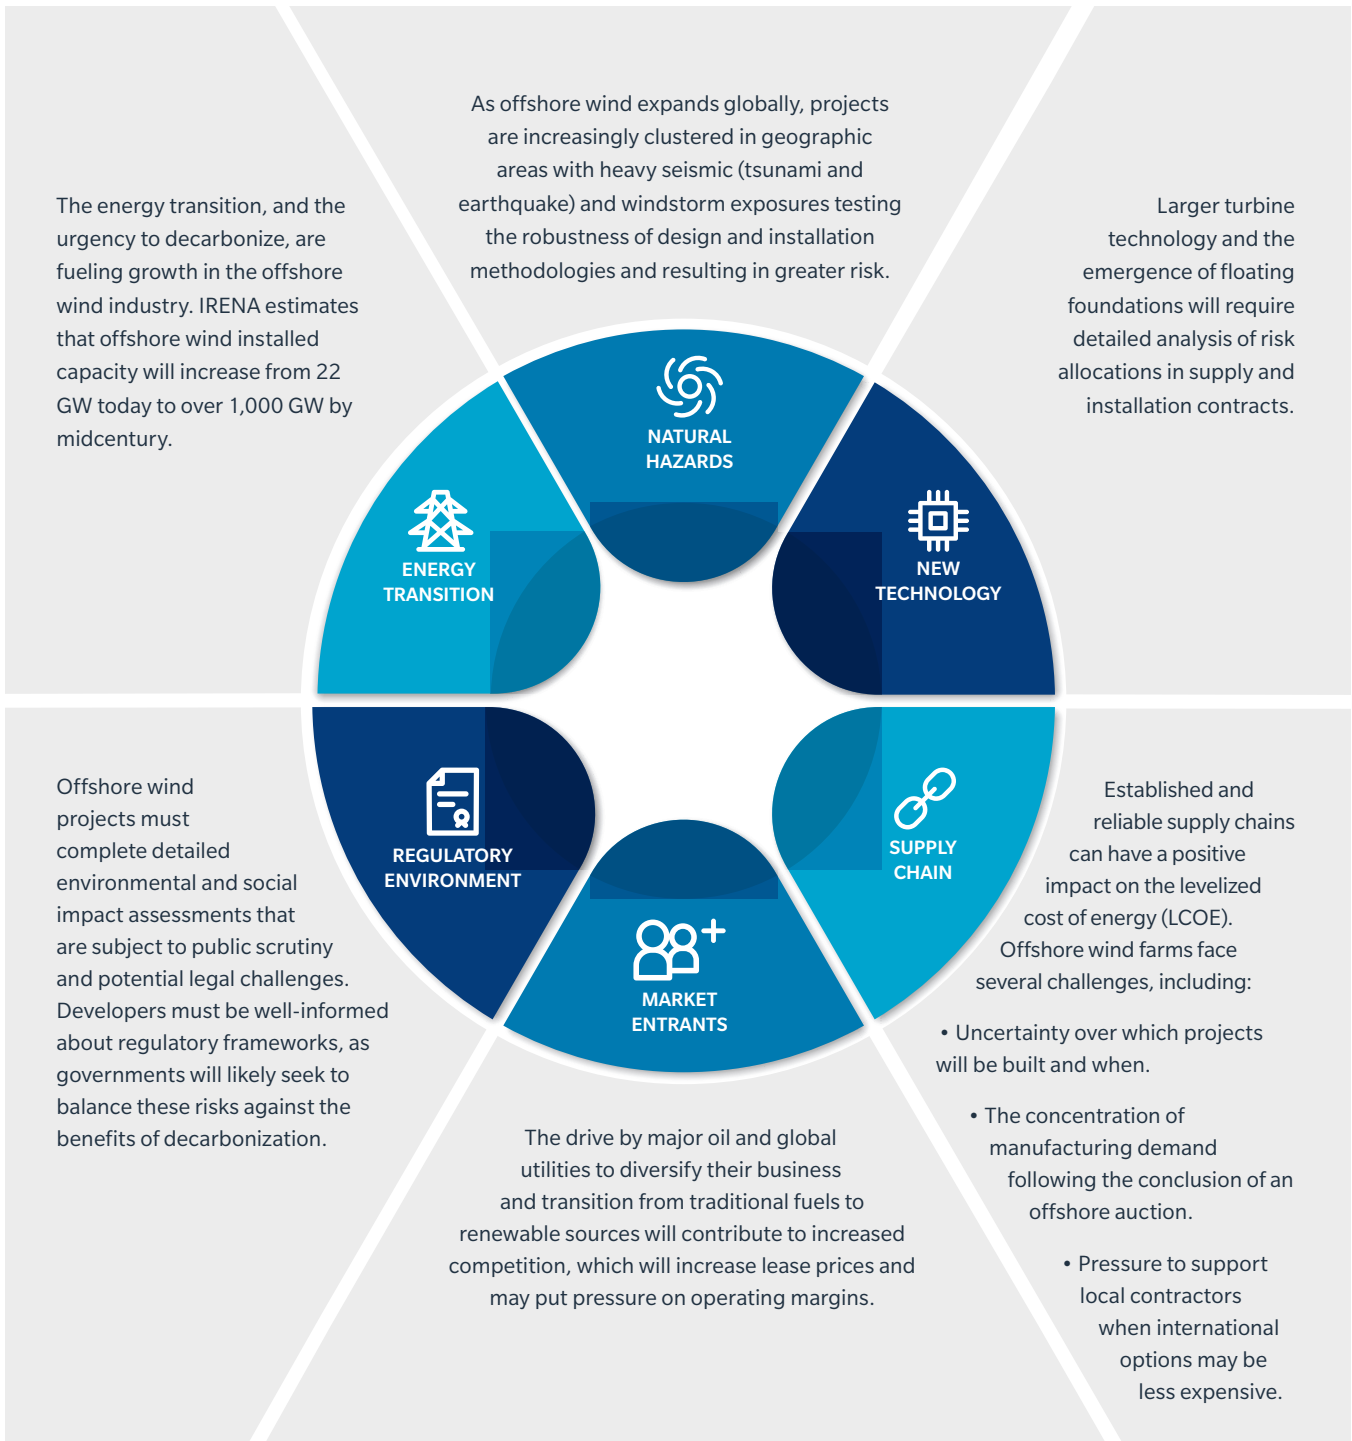 As offshore wind expands globally, projects
are increasingly clustered in geographic
areas with heavy seismic (tsunami and
earthquake) and windstorm exposures testing
the robustness of design and installation
methodologies and resulting in greater risk.
The energy transition, and the
urgency to decarbonize, are
fueling growth in the offshore
wind industry. IRENA estimates
that offshore wind installed
capacity will increase from 22
GW today to over 1,000 GW by
midcentury.
Larger turbine
technology and the
emergence of floating
foundations will require
detailed analysis of risk
allocations in supply and
installation contracts.
NATURAL
HAZARDS
ENERGY
TRANSITION
NEW
TECHNOLOGY
REGULATORY
ENVIRONMENT
SUPPLY
CHAIN
MARKET
ENTRANTS
Offshore wind
projects must
complete detailed
environmental and social
impact assessments that
are subject to public scrutiny
and potential legal challenges.
Developers must be well-informed
about regulatory frameworks, as
governments will likely seek to
balance these risks against the
benefits of decarbonization.
Established and
reliable supply chains
can have a positive
impact on the levelized
cost of energy (LCOE).
Offshore wind farms face
several challenges, including:
• Uncertainty over which projects
will be built and when.
• The concentration of
manufacturing demand
following the conclusion of an
offshore auction.
• Pressure to support
local contractors
when international
options may be
less expensive.
The drive by major oil and global
utilities to diversify their business
and transition from traditional fuels to
renewable sources will contribute to increased
competition, which will increase lease prices and
may put pressure on operating margins.